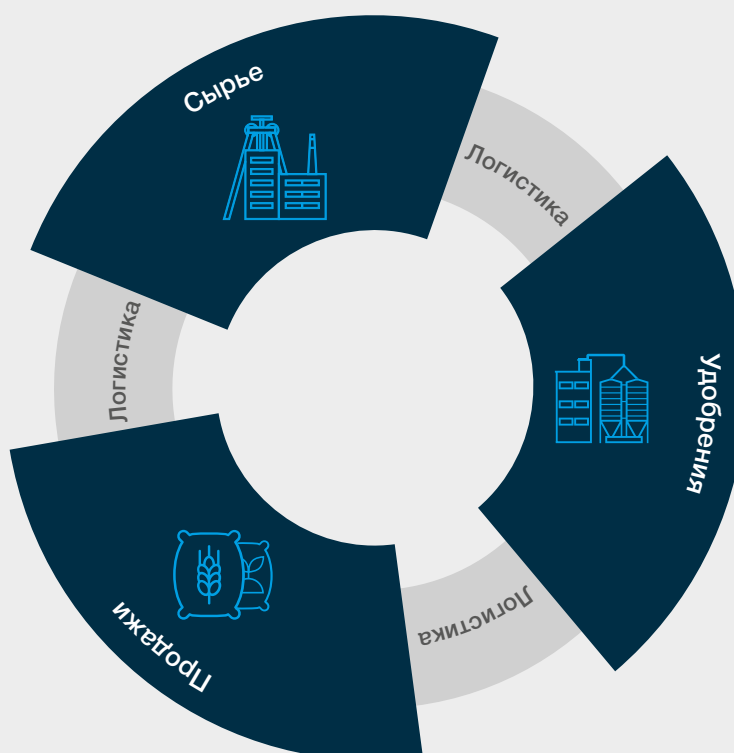 Сырье
Логистика
Удобрения
Логистика
Продажи
Логистика